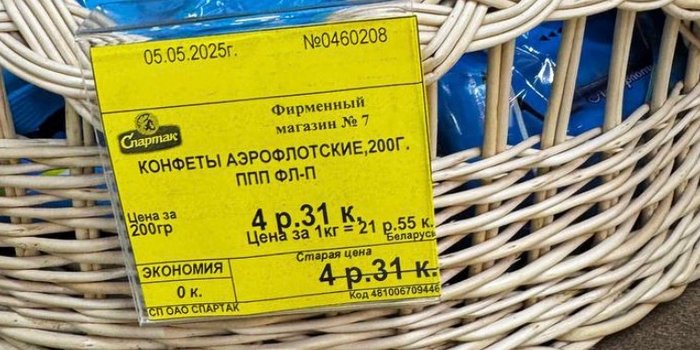 05.05.2025г. №0460208
Спартак
Фирменный
магазин № 7
КОНФЕТЫ АЭРОФЛОТСКИЕ,200Г.
ППП ФЛ-П
Цена за
200гр
4 р.31 к.
Цена за 1кг = 21 р.55 к.
Беларусь
Старая цена
ЭКОНОМИЯ
4 р.31 к.
0 к.
Код 481006709446
СП ОАО СПАРТАК